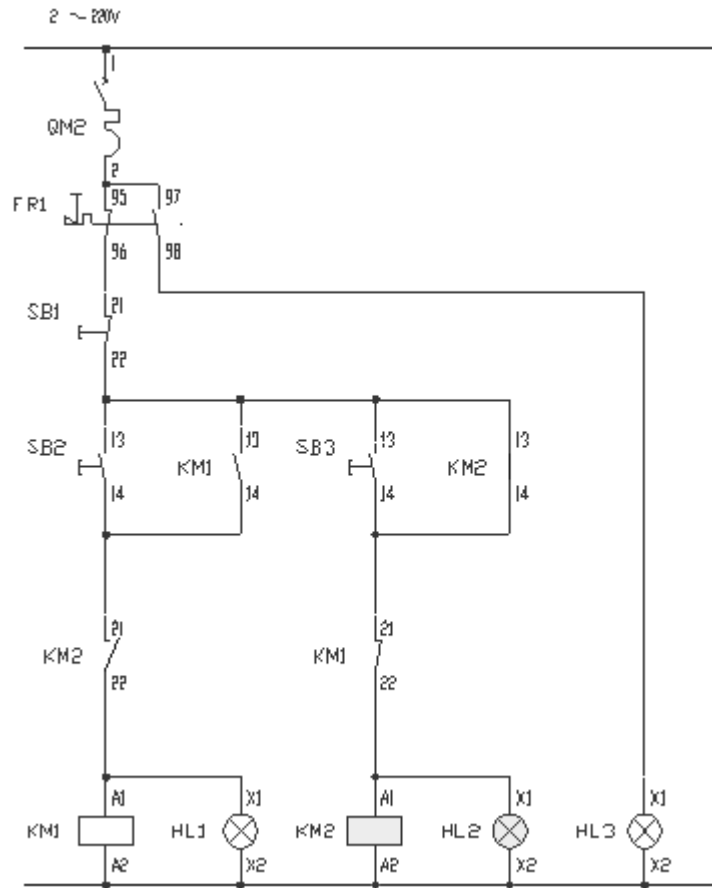 2 ~220V
1
QM2
2
FR1
95 97
96 98
SB1
21
22
SB2 13
KM1 13
SB3 13
KM2 13
14 14 14 14
KM2
21
22
KM1
21
22
KM1 A1
A2
HL1 X1
X2
KM2 A1
A2
HL2 X1
X2
HL3 X1
X2